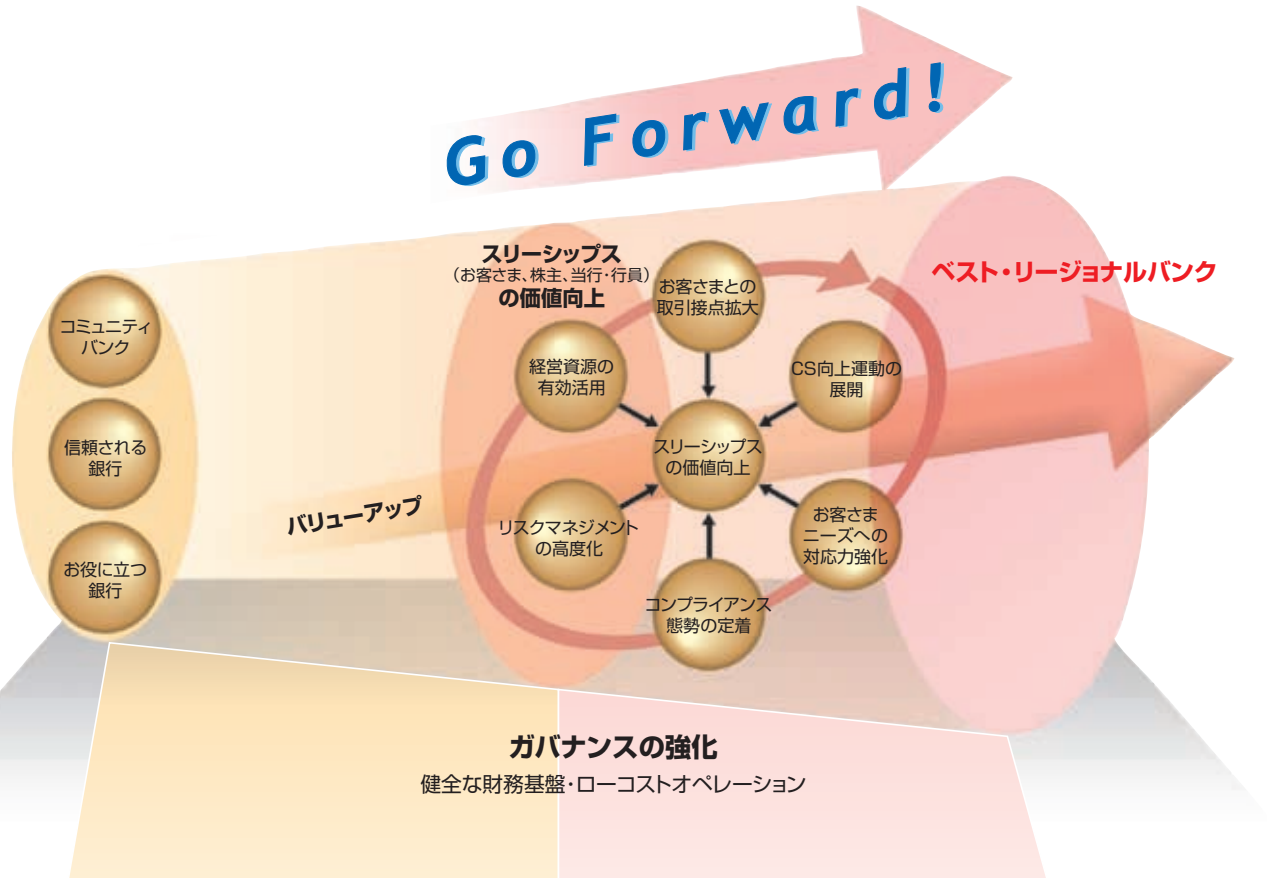 Go Forward!
スリーシップス
（お客さま、株主、当行・行員）
の価値向上
ベスト・リージョナルバンク
コミュニティ
バンク
信頼される
銀行
お役に立つ
銀行
バリューアップ
お客さまとの
取引接点拡大
経営資源の
有効活用
CS向上運動の
展開
スリーシップス
の価値向上
リスクマネジメント
の高度化
お客さま
ニーズへの
対応力強化
コンプライアンス
態勢の定着
ガバナンスの強化
健全な財務基盤・ローコストオペレーション